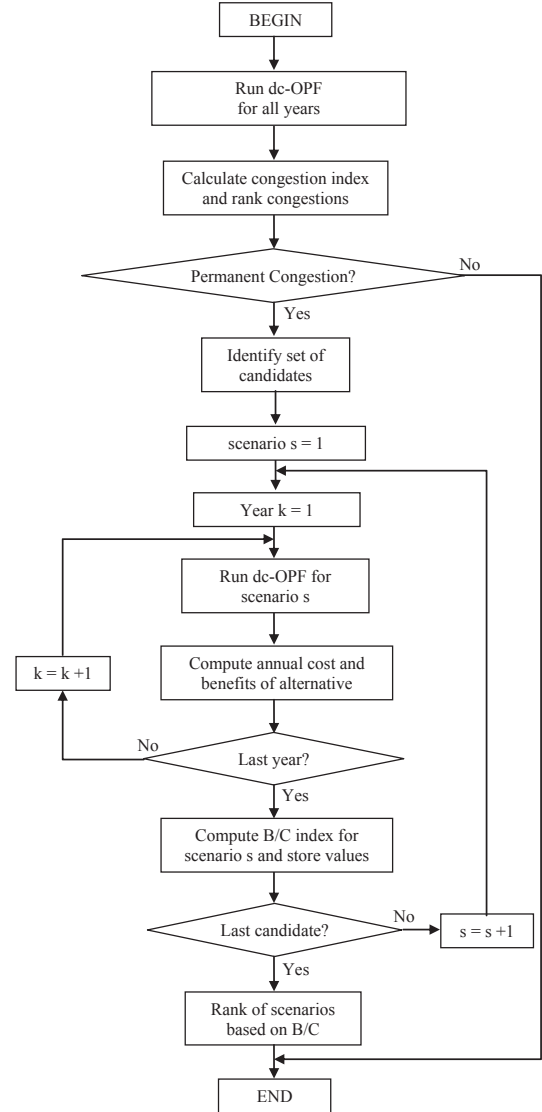 BEGIN
Run dc-OPF
for all years
Calculate congestion index
and rank congestions
Permanent Congestion?
No
Yes
Identify set of
candidates
scenario s = 1
Year k = 1
Run dc-OPF for
scenario s
Compute annual cost and
benefits of alternative
k = k +1
Last year?
No
Yes
Compute B/C index for
scenario s and store values
Last candidate?
No
s = s +1
Yes
Rank of scenarios
based on B/C
END